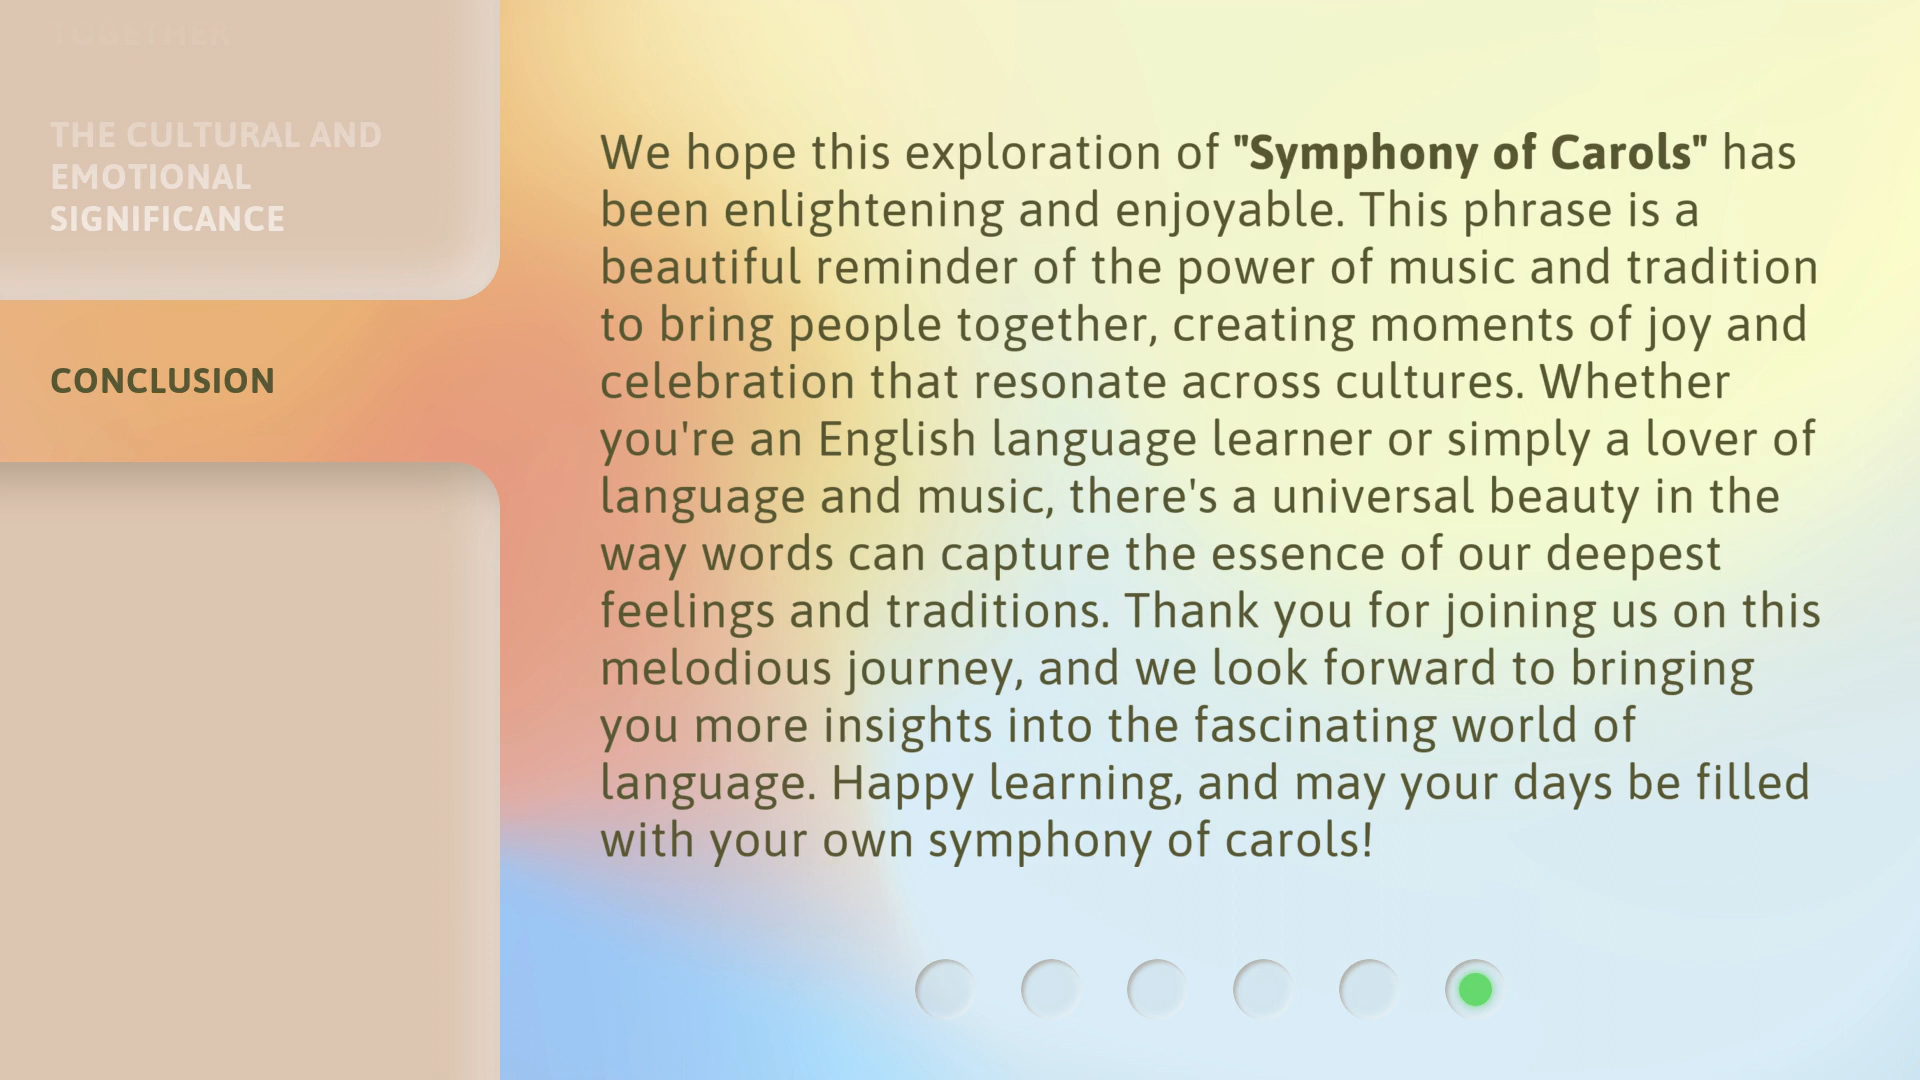 TOGETHER
THE CULTURAL AND
EMOTIONAL
SIGNIFICANCE
CONCLUSION
We hope this exploration of "Symphony of Carols" has
been enlightening and enjoyable. This phrase is a
beautiful reminder of the power of music and tradition
to bring people together, creating moments of joy and
celebration that resonate across cultures. Whether
you're an English language learner or simply a lover of
language and music, there's a universal beauty in the
way words can capture the essence of our deepest
feelings and traditions. Thank you for joining us on this
melodious journey, and we look forward to bringing
you more insights into the fascinating world of
language. Happy learning, and may your days be filled
with your own symphony of carols!